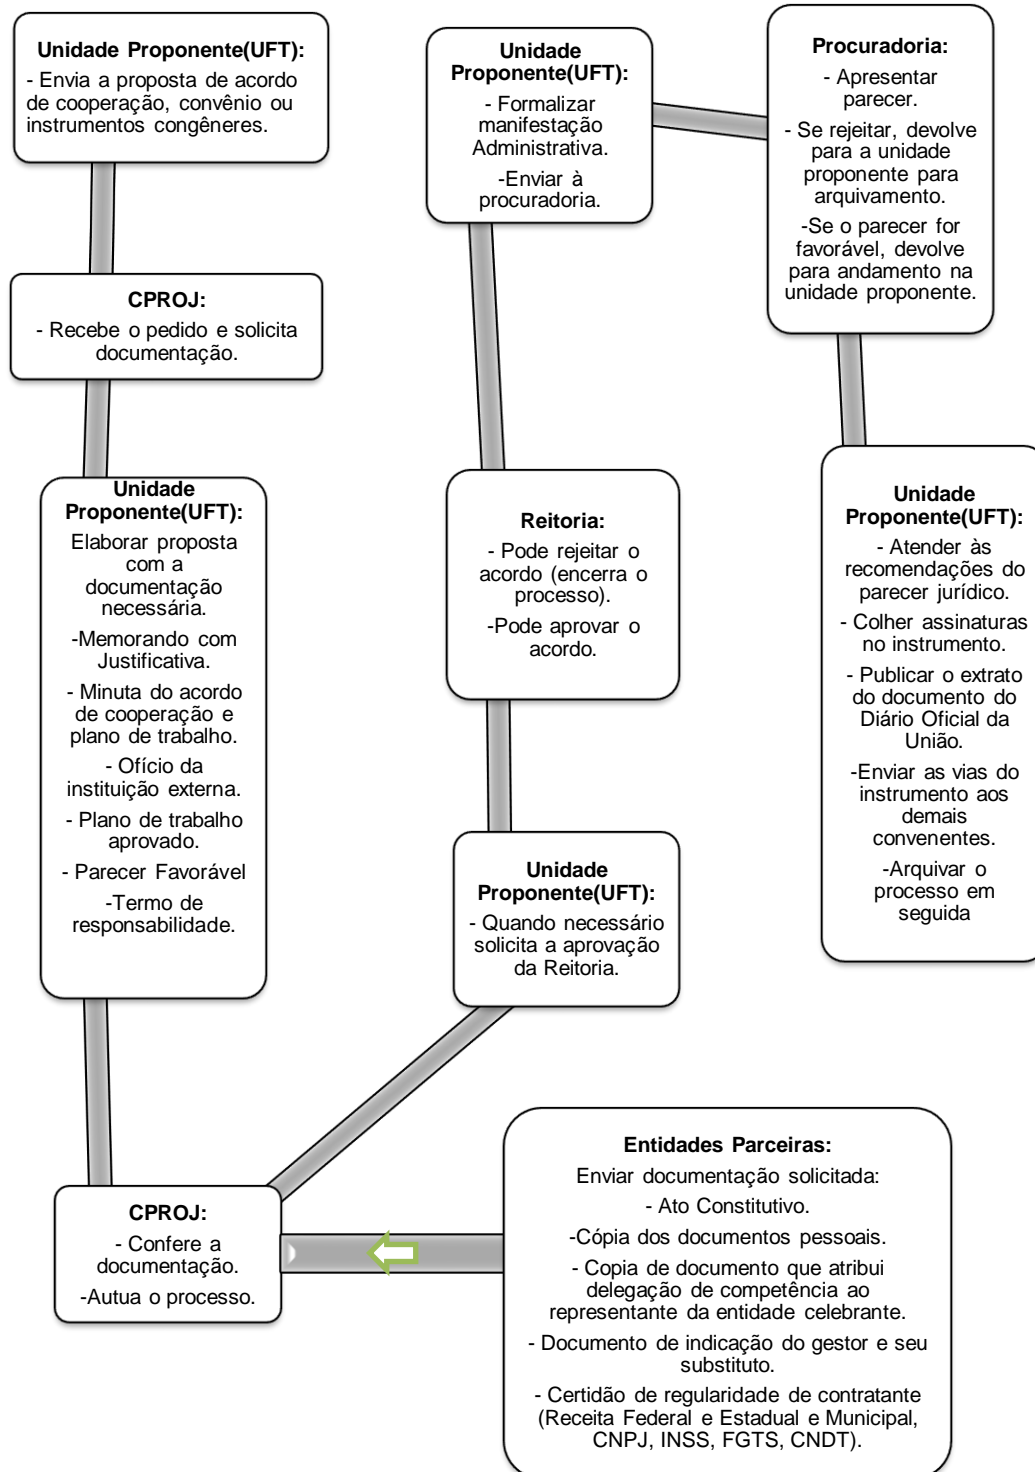 Unidade Proponente(UFT):
- Envia a proposta de acordo
de cooperação, convênio ou
instrumentos congêneres.
CPROJ:
- Recebe o pedido e solicita
documentação.
Unidade
Proponente(UFT):
Elaborar proposta
com a
documentação
necessária.
-Memorando com
Justificativa.
- Minuta do acordo
de cooperação e
plano de trabalho.
- Ofício da
instituição externa.
- Plano de trabalho
aprovado.
- Parecer Favorável
-Termo de
responsabilidade.
CPROJ:
- Confere a
documentação.
-Autua o processo.
Entidades Parceiras:
Enviar documentação solicitada:
- Ato Constitutivo.
-Cópia dos documentos pessoais.
- Copia de documento que atribui
delegação de competência ao
representante da entidade celebrante.
- Documento de indicação do gestor e seu
substituto.
- Certidão de regularidade de contratante
(Receita Federal e Estadual e Municipal,
CNPJ, INSS, FGTS, CNDT).
Unidade
Proponente(UFT):
- Quando necessário
solicita a aprovação
da Reitoria.
Reitoria:
- Pode rejeitar o
acordo (encerra o
processo).
-Pode aprovar o
acordo.
Unidade
Proponente(UFT):
- Formalizar
manifestação
Administrativa.
-Enviar à
procuradoria.
Procuradoria:
- Apresentar
parecer.
- Se rejeitar, devolve
para a unidade
proponente para
arquivamento.
-Se o parecer for
favorável, devolve
para andamento na
unidade proponente.
Unidade
Proponente(UFT):
- Atender às
recomendações do
parecer jurídico.
- Colher assinaturas
no instrumento.
- Publicar o extrato
do documento do
Diário Oficial da
União.
-Enviar as vias do
instrumento aos
demais
convenentes.
-Arquivar o
processo em
seguida